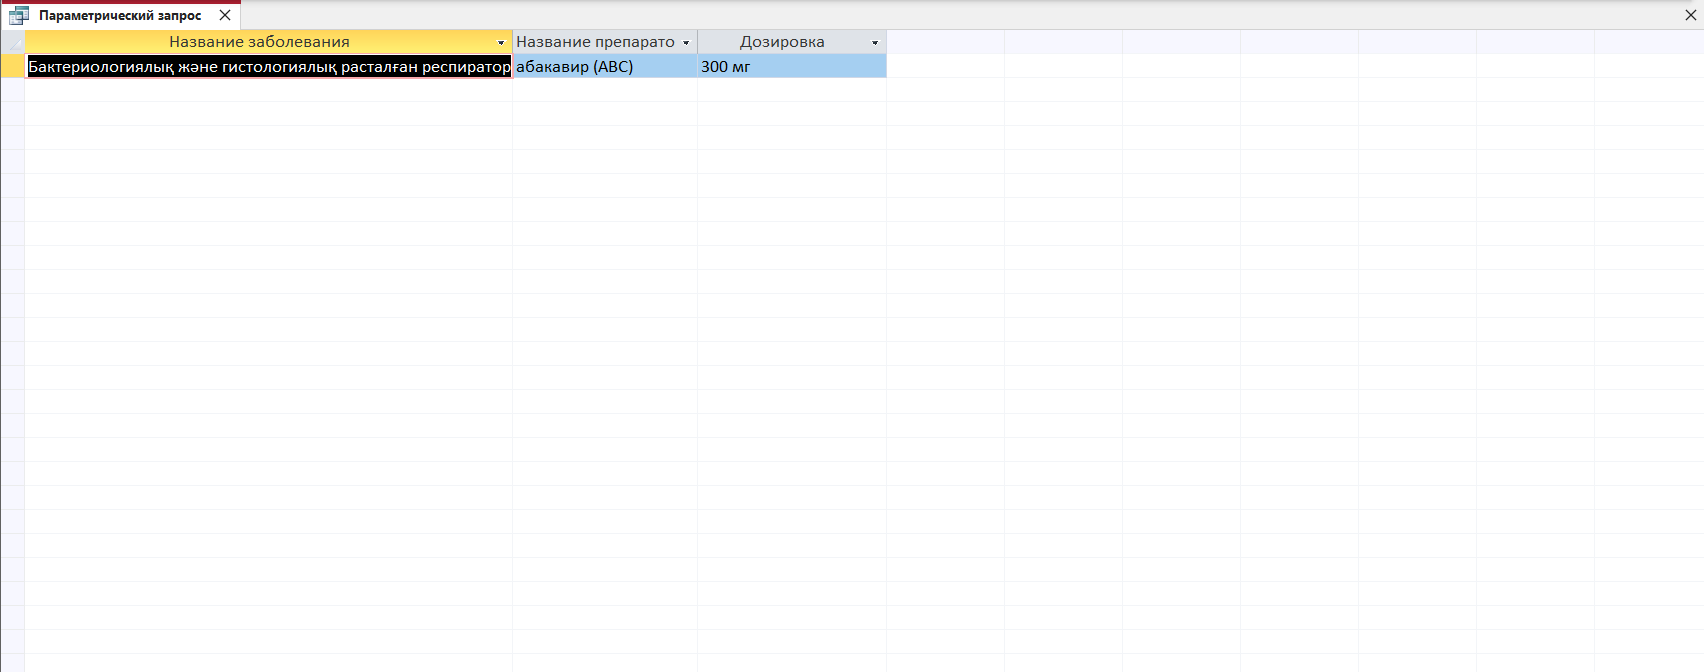 Параметрический запрос
Название заболевания Название препарато Дозировка
Бактериологиялық және гистологиялық расталған респиратор абакавир (ABC) 300 мг